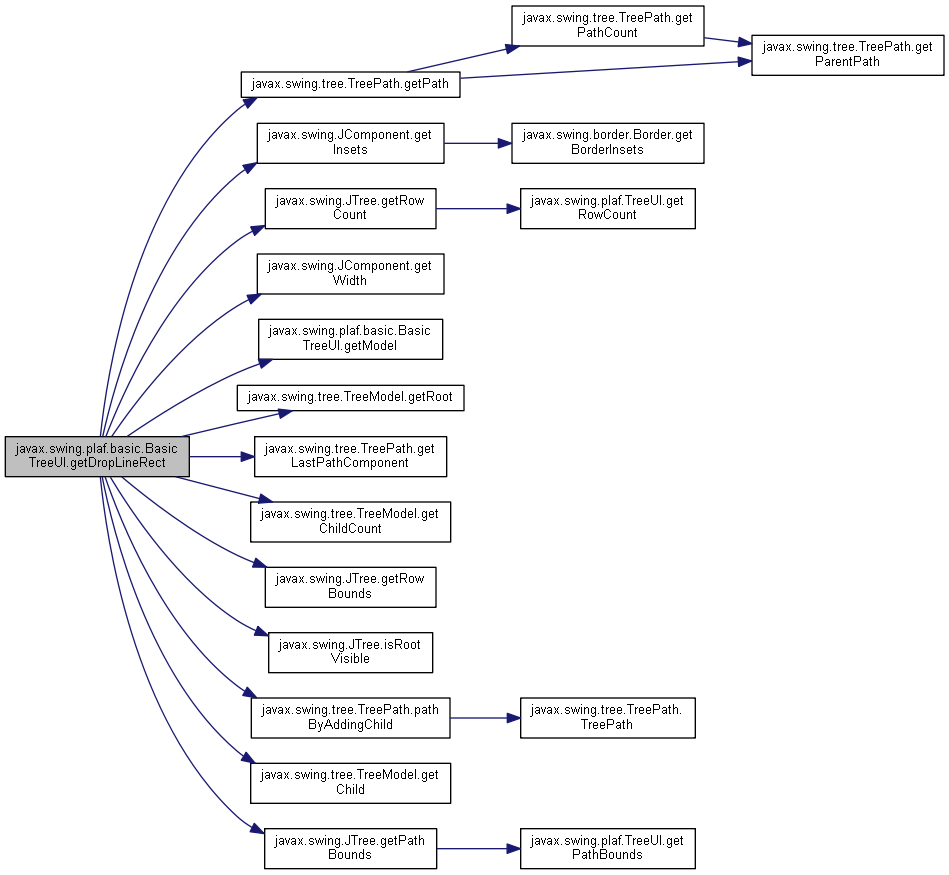 javax.swing.tree.TreePath.get
PathCount
javax.swing.tree.TreePath.get
ParentPath
javax.swing.tree.TreePath.getPath
javax.swing.JComponent.get
Insets
javax.swing.border.Border.get
BorderInsets
javax.swing.JTree.getRow
Count
javax.swing.plaf.TreeUI.get
RowCount
javax.swing.JComponent.get
Width
javax.swing.plaf.basic.Basic
TreeUI.getModel
javax.swing.tree.TreeModel.getRoot
javax.swing.plaf.basic.Basic
TreeUI.getDropLineRect
javax.swing.tree.TreePath.get
LastPathComponent
javax.swing.tree.TreeModel.get
ChildCount
javax.swing.JTree.getRow
Bounds
javax.swing.JTree.isRoot
Visible
javax.swing.tree.TreePath.path
ByAddingChild
javax.swing.tree.TreePath.
TreePath
javax.swing.tree.TreeModel.get
Child
javax.swing.JTree.getPath
Bounds
javax.swing.plaf.TreeUI.get
PathBounds